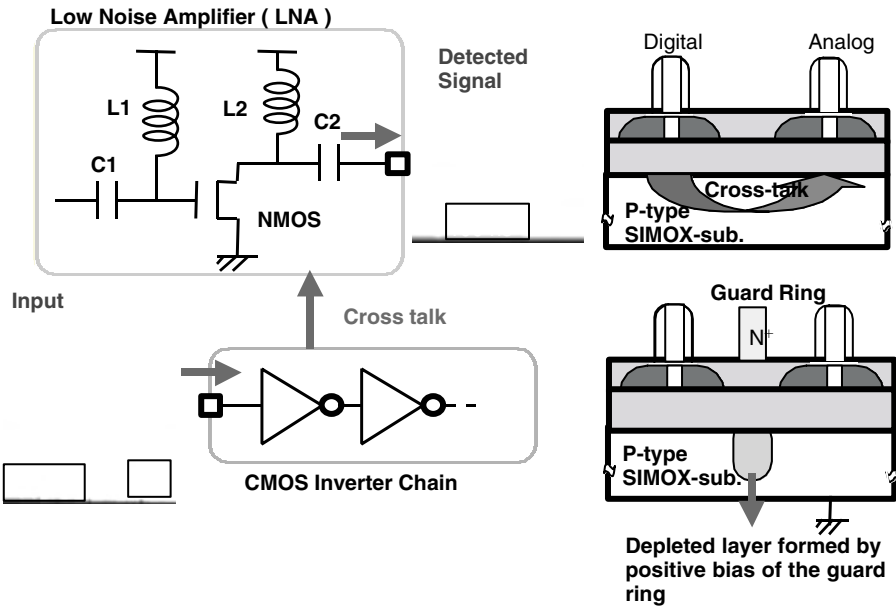 Low Noise Amplifier ( LNA )
L1
L2
C1
C2
NMOS
Detected
Signal
Input
Cross talk
CMOS Inverter Chain
Digital
Analog
Cross-talk
P-type
SIMOX-sub.
Guard Ring
N+
P-type
SIMOX-sub.
Depleted layer formed by
positive bias of the guard
ring